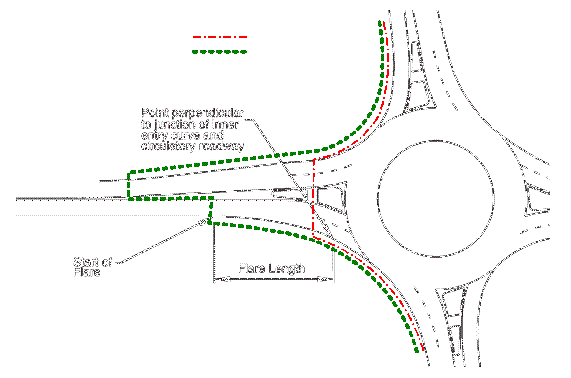 Point perpendicular
to junction of inner
entry curve and
circulatory roadway
Start of
Flare
Flare Length